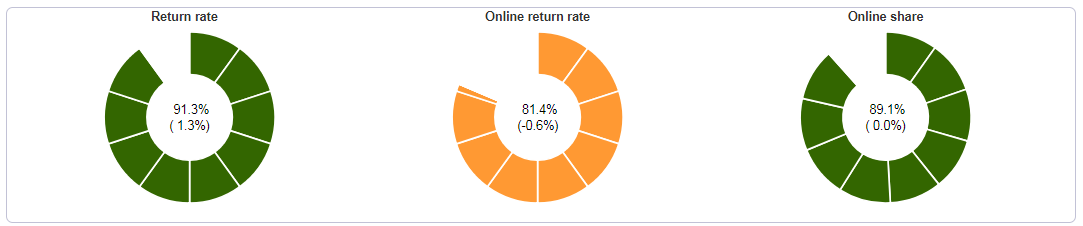 Return rate
91.3%
( 1.3%)
Online return rate
81.4%
(-0.6%)
Online share
89.1%
( 0.0%)